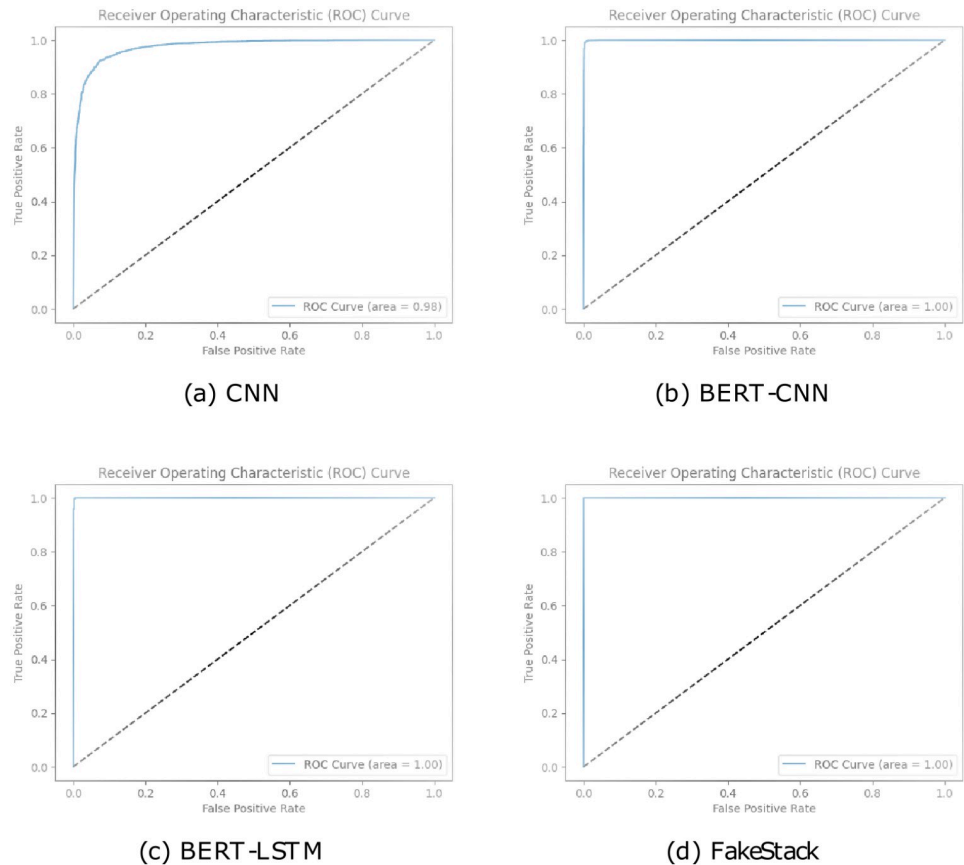 Receiver Operating Characteristic (ROC) Curve
1.0
0.8
0.6
0.4
0.2
0.0
True Positive Rate
ROC Curve (area = 0.98)
0.0 0.2 0.4 0.6 0.8 1.0
False Positive Rate
(a) CNN
Receiver Operating Characteristic (ROC) Curve
1.0
0.8
0.6
0.4
0.2
0.0
True Positive Rate
ROC Curve (area = 1.00)
0.0 0.2 0.4 0.6 0.8 1.0
False Positive Rate
(b) BERT-CNN
Receiver Operating Characteristic (ROC) Curve
1.0
0.8
0.6
0.4
0.2
0.0
True Positive Rate
ROC Curve (area = 1.00)
0.0 0.2 0.4 0.6 0.8 1.0
False Positive Rate
(c) BERT-LSTM
Receiver Operating Characteristic (ROC) Curve
1.0
0.8
0.6
0.4
0.2
0.0
True Positive Rate
ROC Curve (area = 1.00)
0.0 0.2 0.4 0.6 0.8 1.0
False Positive Rate
(d) FakeStack